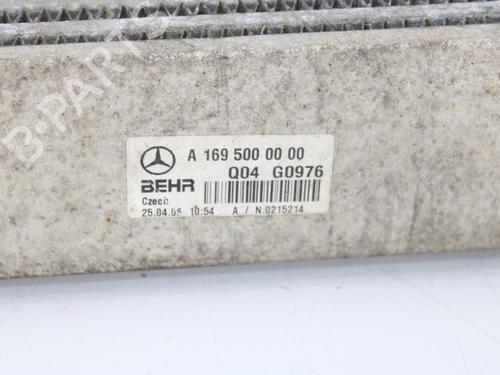 B-PARTS
A 169 500 00 00
BEHR
Q04 G0976
Czech
25.04.05 10:54 A / N.0215214